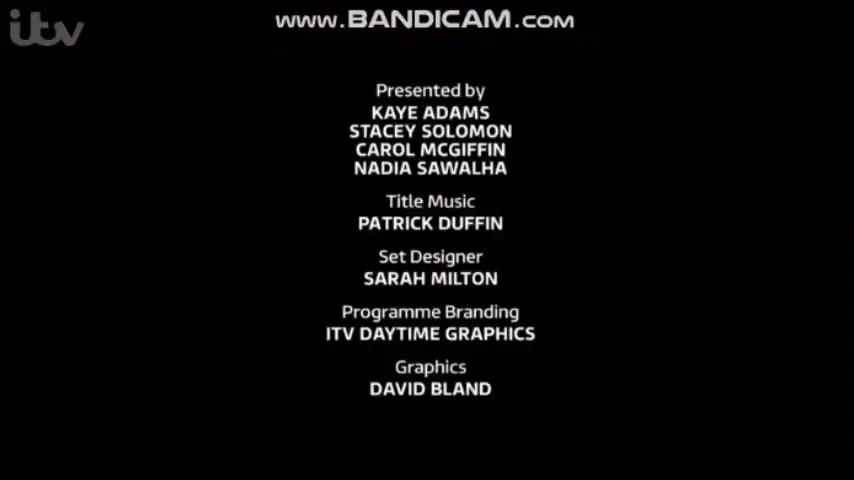 itv
www.BANDICAM.com
Presented by
KAYE ADAMS
STACEY SOLOMON
CAROL MCGIFFIN
NADIA SAWALHA
Title Music
PATRICK DUFFIN
Set Designer
SARAH MILTON
Programme Branding
ITV DAYTIME GRAPHICS
Graphics
DAVID BLAND